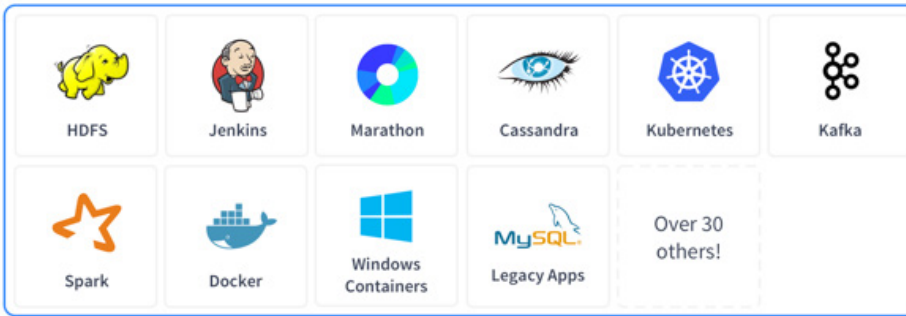 HDFS
Jenkins
Marathon
Cassandra
Kubernetes
Kafka
Spark
Docker
Windows
Containers
MySQL
Legacy Apps
Over 30
others!